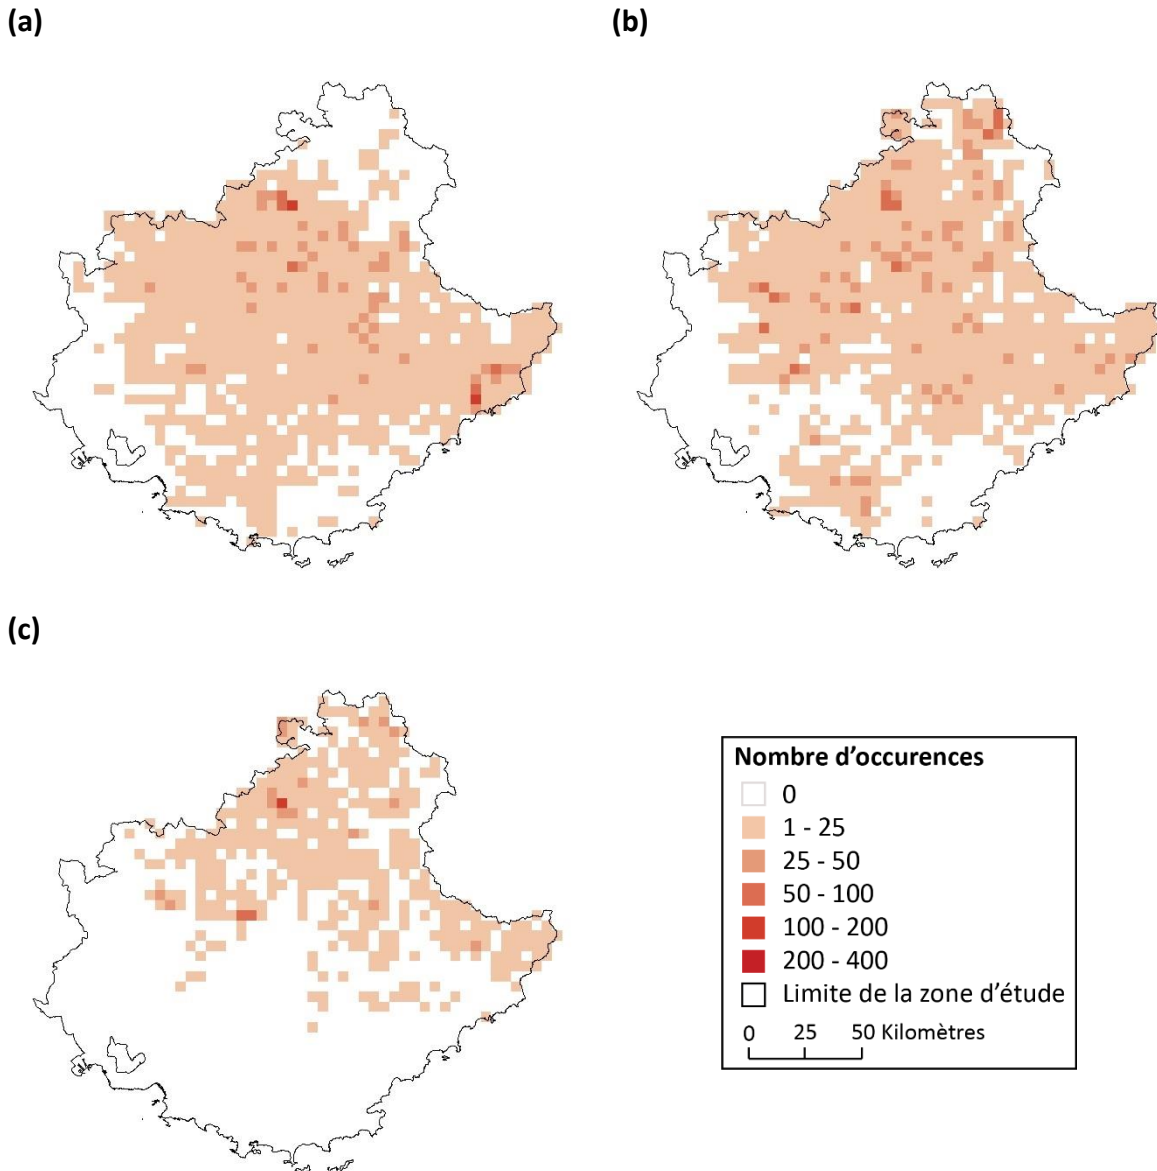 (a)
(b)
(c)
Nombre d'occurences
0
1 - 25
25 - 50
50 - 100
100 - 200
200 - 400
Limite de la zone d'étude
0 25 50 Kilomètres